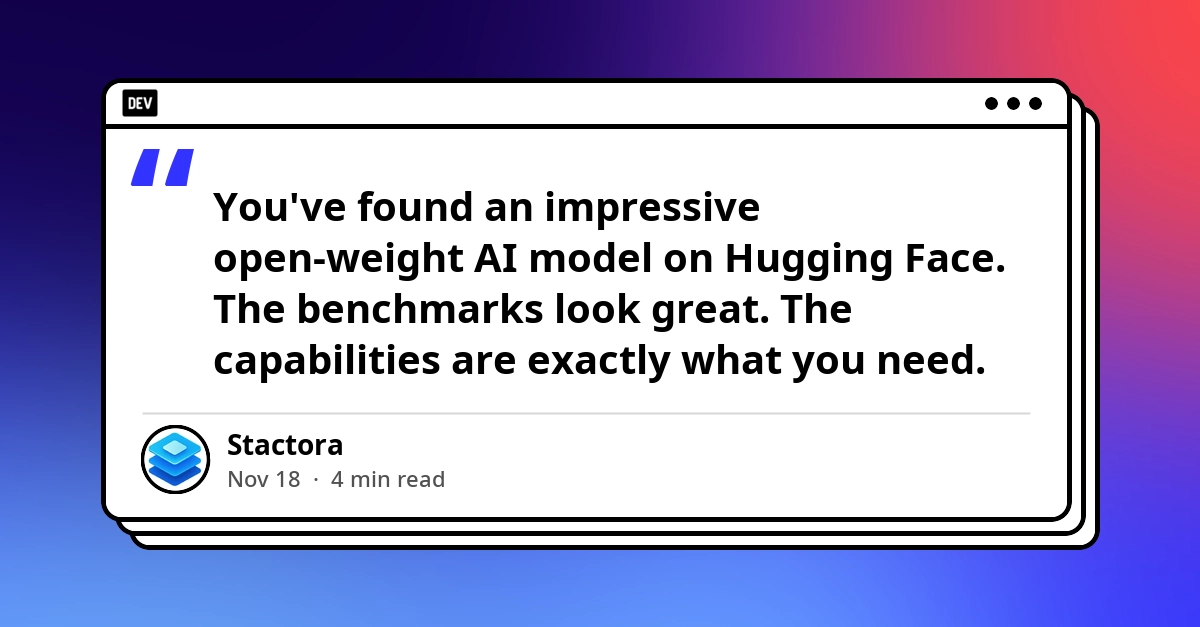 DEV
“
You've found an impressive
open-weight AI model on Hugging Face.
The benchmarks look great. The
capabilities are exactly what you need.
Stactora
Nov 18 · 4 min read